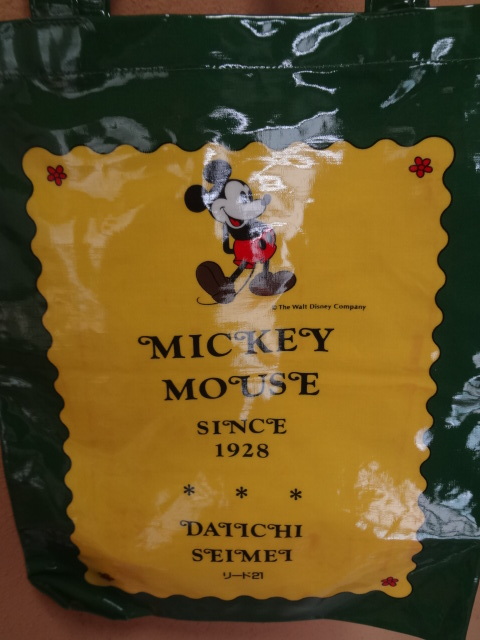 © The Walt Disney Company
MICKEY
MOUSE
SINCE
1928
* * *
DAIICHI
SEIMEI
リード21